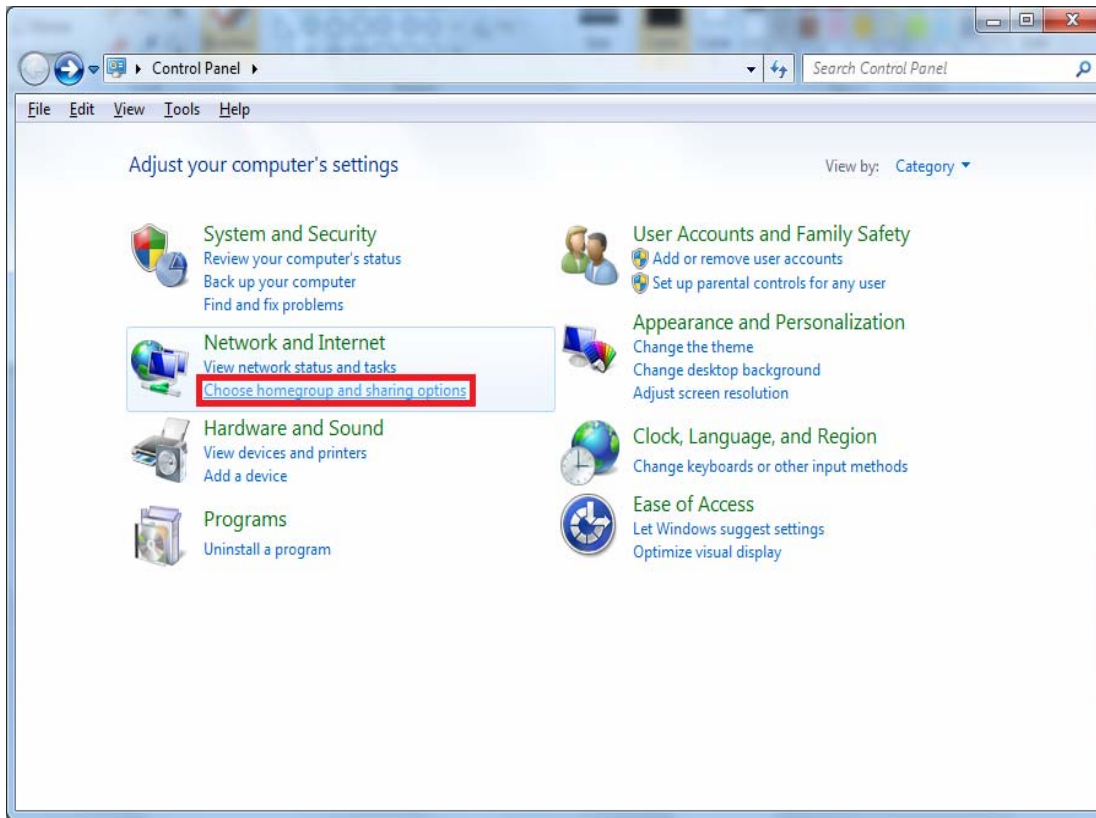 Control Panel
Search Control Panel
File Edit View Tools Help
Adjust your computer's settings
View by: Category
System and Security
Review your computer's status
Back up your computer
Find and fix problems
Network and Internet
View network status and tasks
Choose homegroup and sharing options
Hardware and Sound
View devices and printers
Add a device
Programs
Uninstall a program
User Accounts and Family Safety
Add or remove user accounts
Set up parental controls for any user
Appearance and Personalization
Change the theme
Change desktop background
Adjust screen resolution
Clock, Language, and Region
Change keyboards or other input methods
Ease of Access
Let Windows suggest settings
Optimize visual display